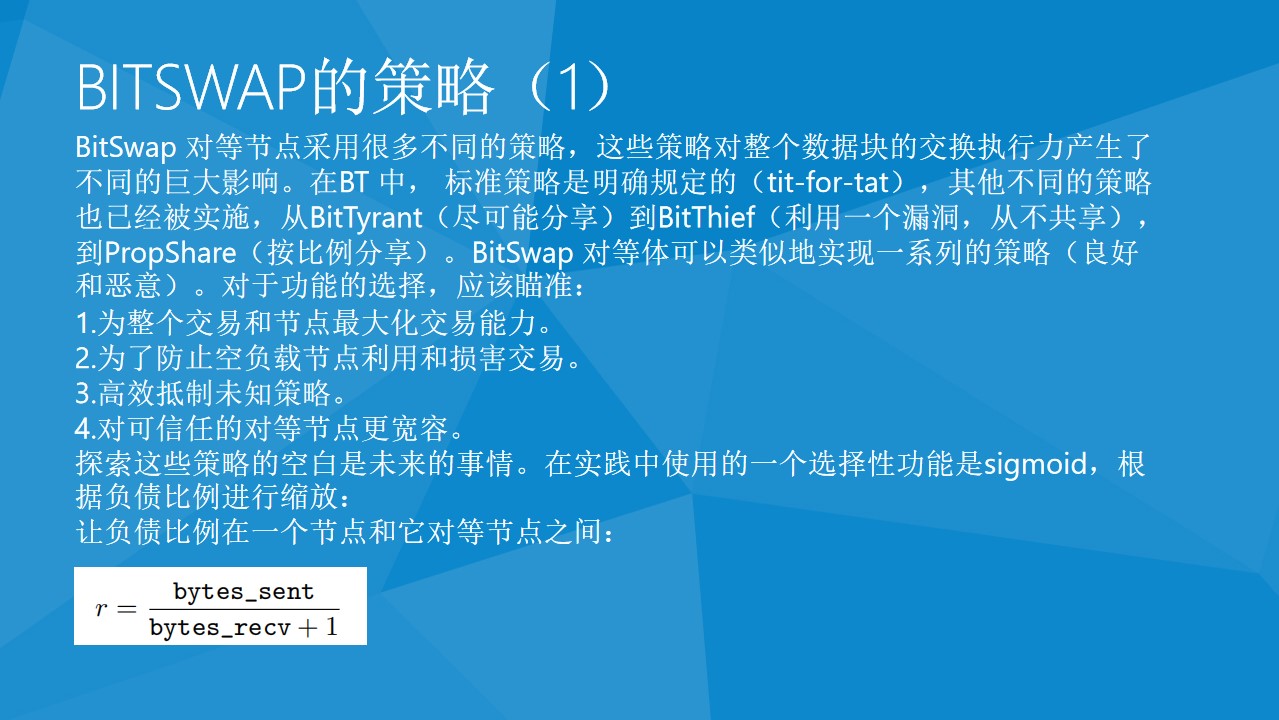 BITSWAP的策略（1）
BitSwap 对等节点采用很多不同的策略，这些策略对整个数据块的交换执行力产生了
不同的巨大影响。在BT 中， 标准策略是明确规定的（tit-for-tat），其他不同的策略
也已经被实施，从BitTyrant（尽可能分享）到BitThief（利用一个漏洞，从不共享），
到PropShare（按比例分享）。BitSwap 对等体可以类似地实现一系列的策略（良好
和恶意）。对于功能的选择，应该瞄准：
1.为整个交易和节点最大化交易能力。
2.为了防止空负载节点利用和损害交易。
3.高效抵制未知策略。
4.对可信任的对等节点更宽容。
探索这些策略的空白是未来的事情。在实践中使用的一个选择性功能是sigmoid，根
据负债比例进行缩放：
让负债比例在一个节点和它对等节点之间：
r = bytes_sent
bytes_recv + 1